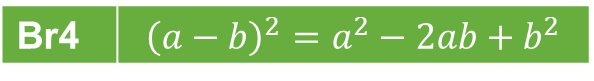 Br4 (a − b)² = a² − 2ab + b²